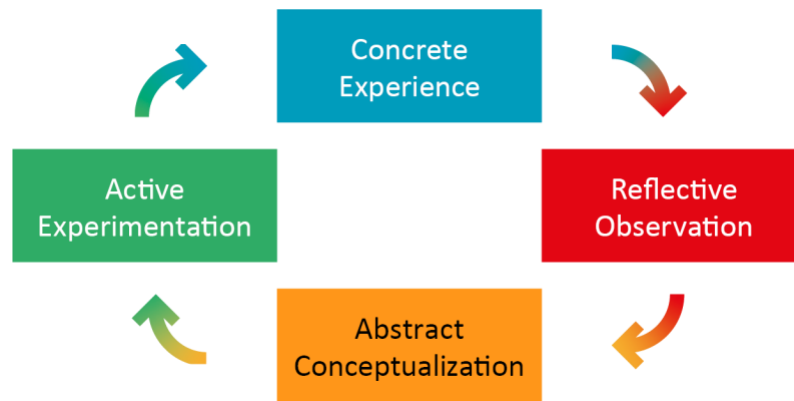 Concrete
Experience
Active
Experimentation
Reflective
Observation
Abstract
Conceptualization